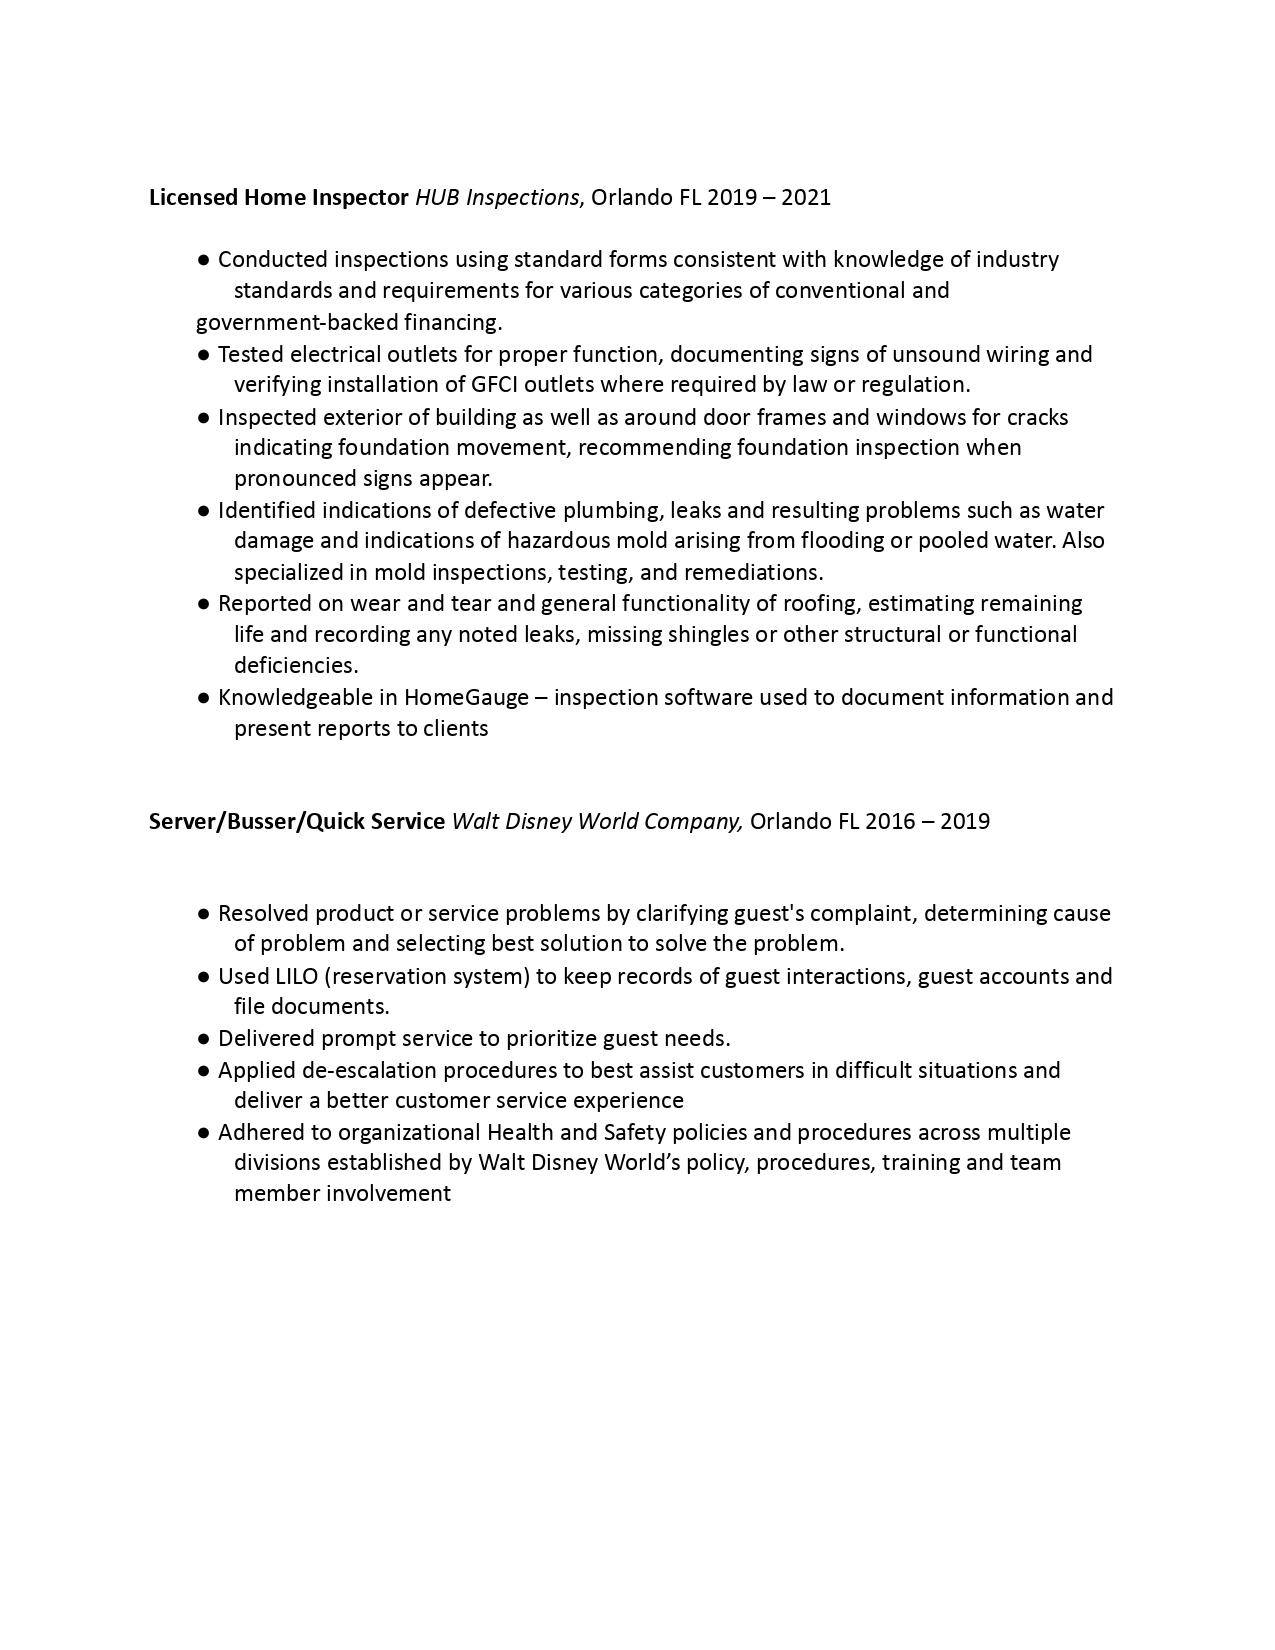 Licensed Home Inspector HUB Inspections, Orlando FL 2019 – 2021
● Conducted inspections using standard forms consistent with knowledge of industry
standards and requirements for various categories of conventional and
government-backed financing.
● Tested electrical outlets for proper function, documenting signs of unsound wiring and
verifying installation of GFCI outlets where required by law or regulation.
● Inspected exterior of building as well as around door frames and windows for cracks
indicating foundation movement, recommending foundation inspection when
pronounced signs appear.
● Identified indications of defective plumbing, leaks and resulting problems such as water
damage and indications of hazardous mold arising from flooding or pooled water. Also
specialized in mold inspections, testing, and remediations.
● Reported on wear and tear and general functionality of roofing, estimating remaining
life and recording any noted leaks, missing shingles or other structural or functional
deficiencies.
● Knowledgeable in HomeGauge – inspection software used to document information and
present reports to clients
Server/Busser/Quick Service Walt Disney World Company, Orlando FL 2016 – 2019
● Resolved product or service problems by clarifying guest's complaint, determining cause
of problem and selecting best solution to solve the problem.
● Used LILO (reservation system) to keep records of guest interactions, guest accounts and
file documents.
● Delivered prompt service to prioritize guest needs.
● Applied de-escalation procedures to best assist customers in difficult situations and
deliver a better customer service experience
● Adhered to organizational Health and Safety policies and procedures across multiple
divisions established by Walt Disney World’s policy, procedures, training and team
member involvement